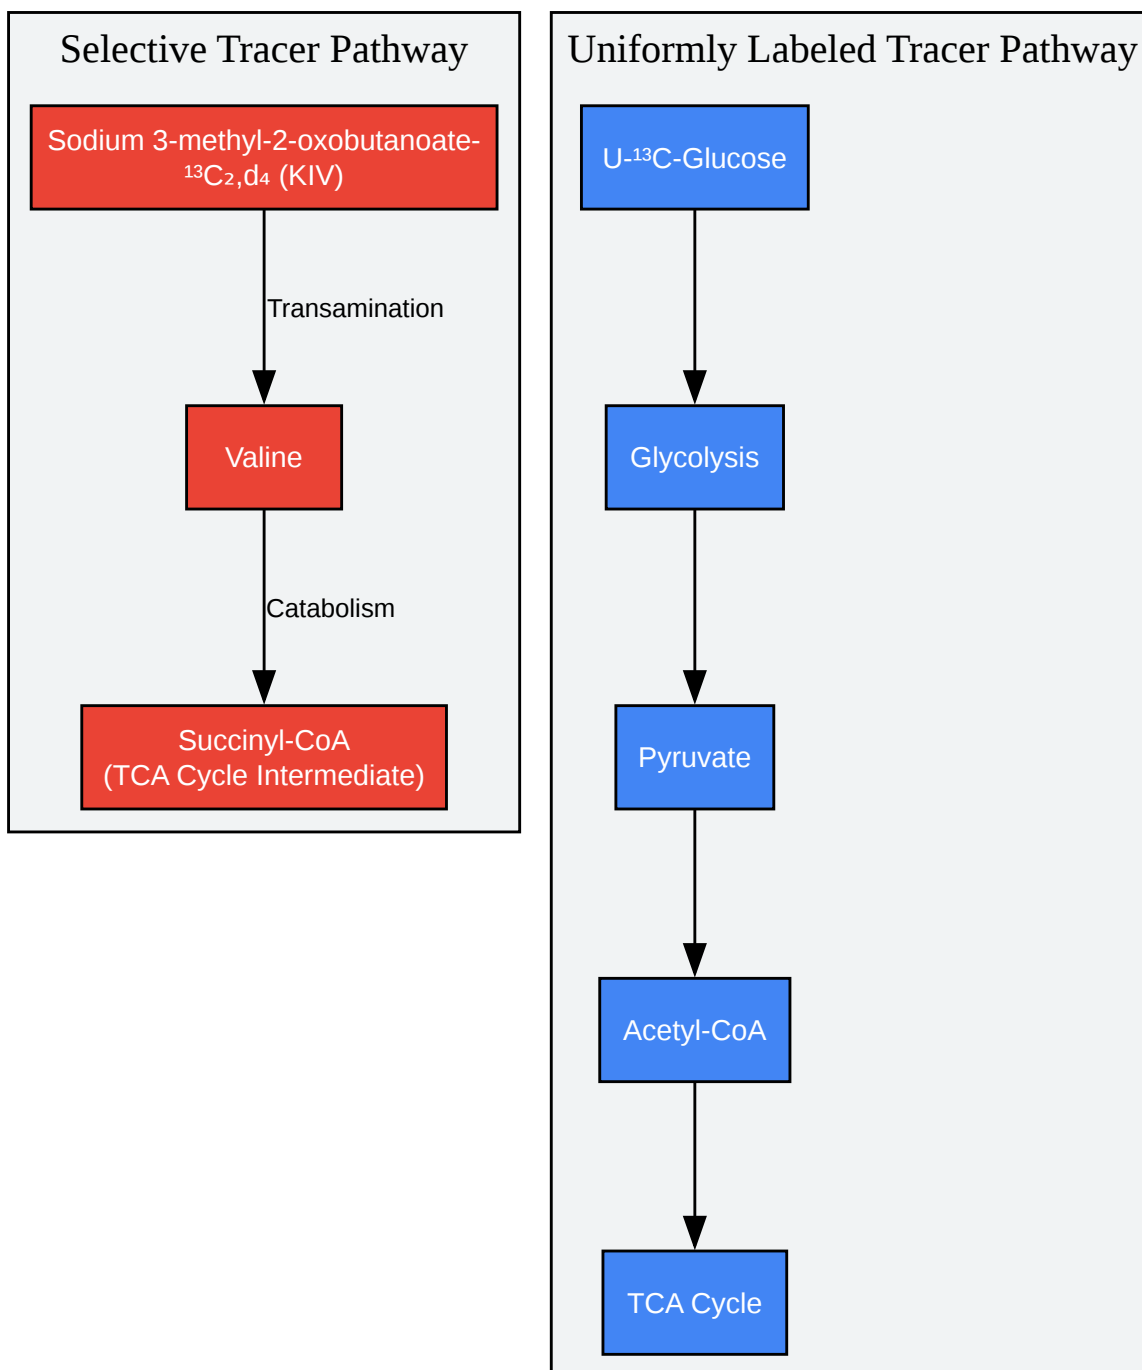 Selective Tracer Pathway
Sodium 3-methyl-2-oxobutanoate-
¹³C₂,d₄ (KIV)
Transamination
Valine
Catabolism
Succinyl-CoA
(TCA Cycle Intermediate)
Uniformly Labeled Tracer Pathway
U-¹³C-Glucose
Glycolysis
Pyruvate
Acetyl-CoA
TCA Cycle